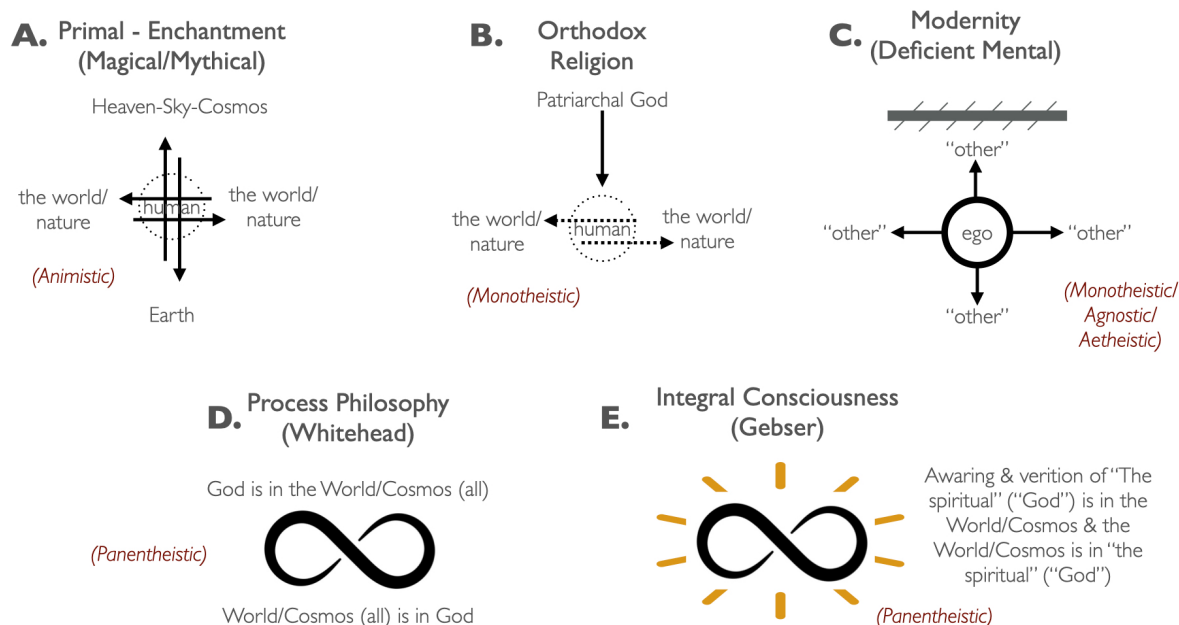 A. Primal - Enchantment
(Magical/Mythical)
Heaven-Sky-Cosmos
the world/
nature
human
the world/
nature
(Animistic)
Earth
B. Orthodox
Religion
Patriarchal God
the world/
nature
human
the world/
nature
(Monotheistic)
C. Modernity
(Deficient Mental)
"other"
"other"
ego
"other"
"other"
(Monotheistic/
Agnostic/
Aetheistic)
D. Process Philosophy
(Whitehead)
God is in the World/Cosmos (all)
(Panentheistic)
World/Cosmos (all) is in God
E. Integral Consciousness
(Gebser)
Awaring & verition of "The
spiritual" ("God") is in the
World/Cosmos & the
World/Cosmos is in "the
spiritual" ("God")
(Panentheistic)